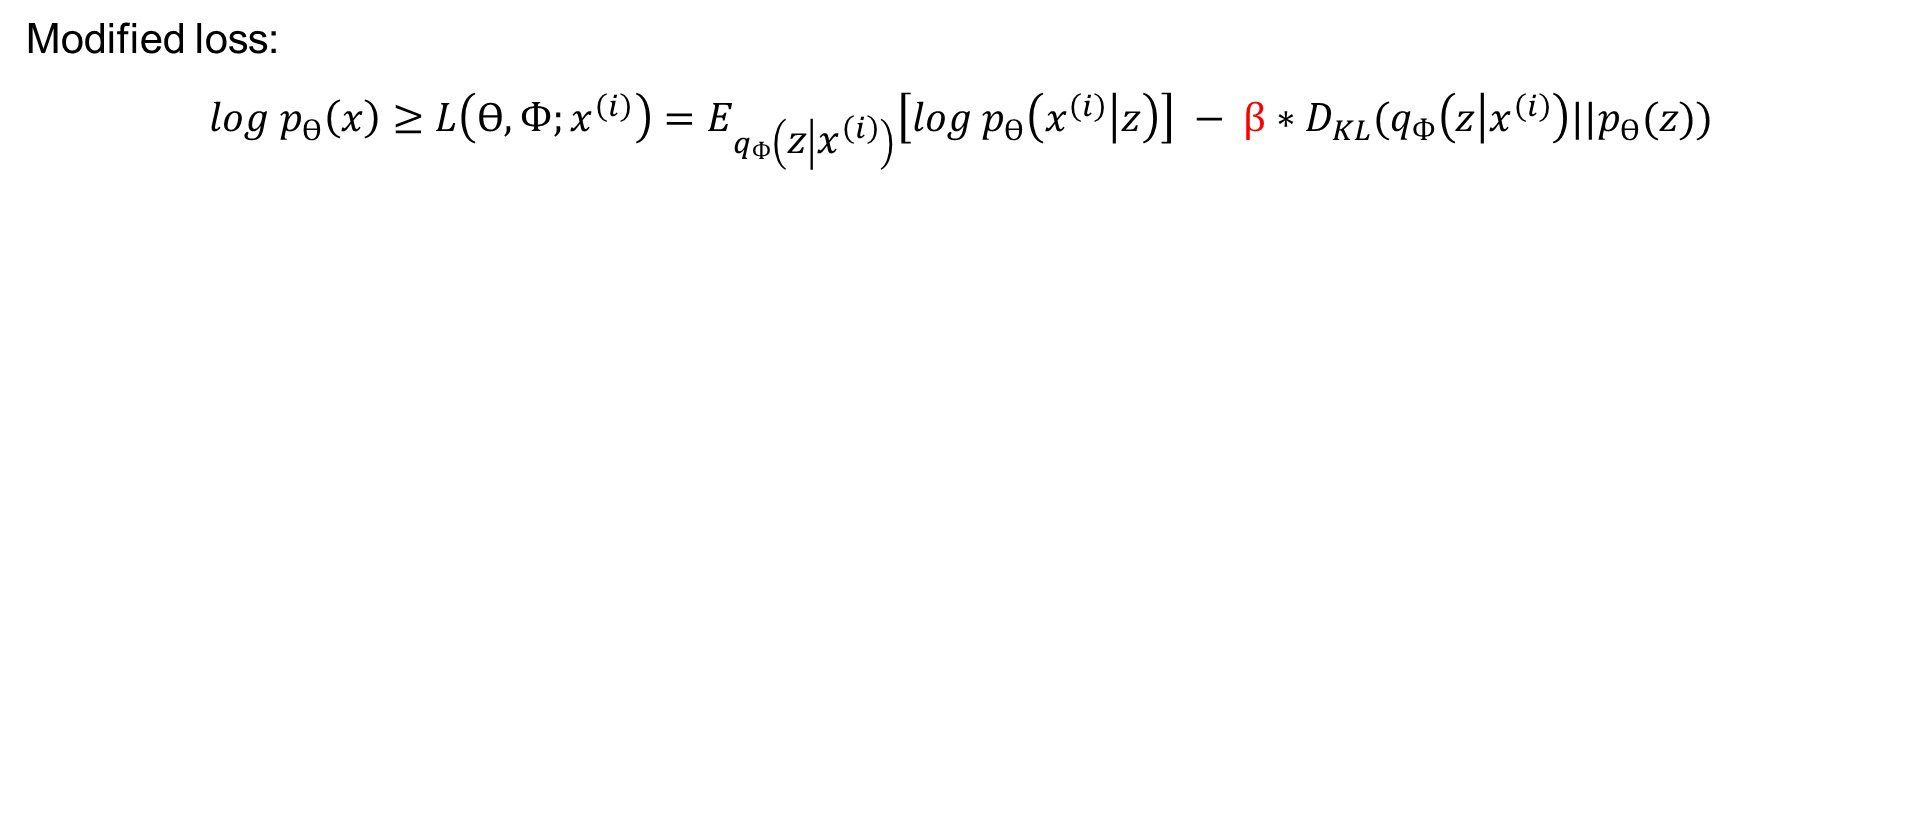 Modified loss:
log p_ϴ(x) ≥ L(ϴ, Φ; x^(i)) = E_{q_Φ(z|x^(i))}[log p_ϴ(x^(i)|z)] − β ∗ D_KL(q_Φ(z|x^(i))||p_ϴ(z))